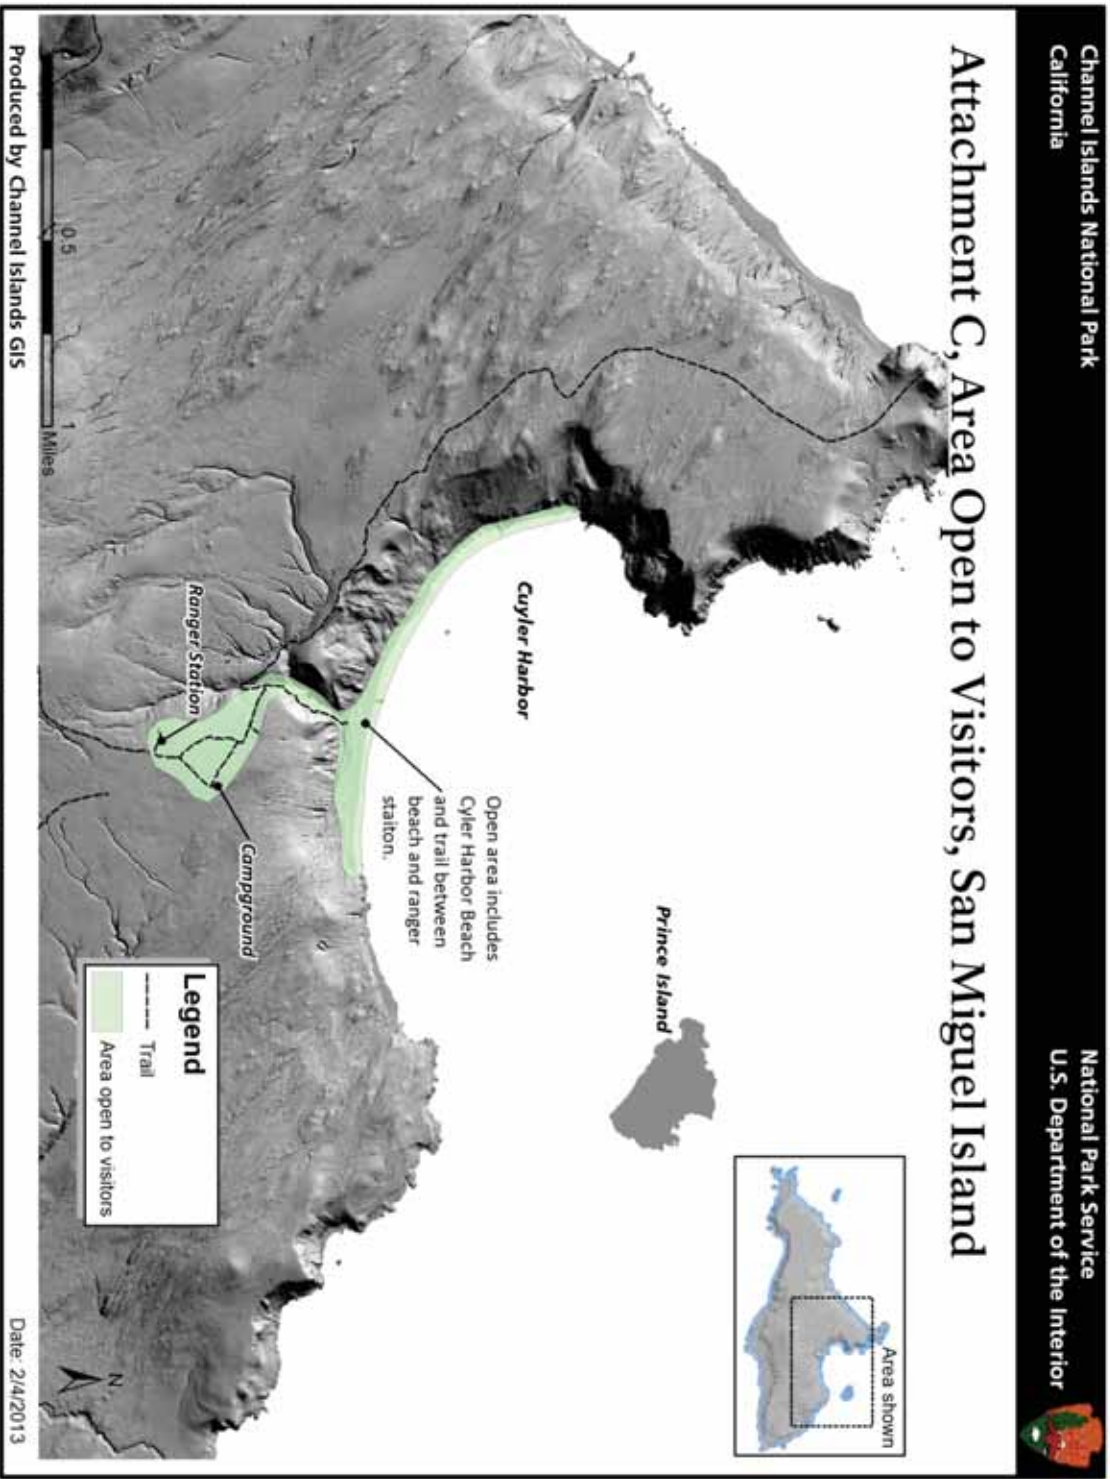 Channel Islands National Park
California
National Park Service
U.S. Department of the Interior
Attachment C, Area Open to Visitors, San Miguel Island
Area shown
Prince Island
Cuyler Harbor
Open area includes
Cyler Harbor Beach
and trail between
beach and ranger
staiton.
Campground
Ranger Station
Legend
Trail
Area open to visitors
N
0.5
1
Miles
Produced by Channel Islands GIS
Date: 2/4/2013